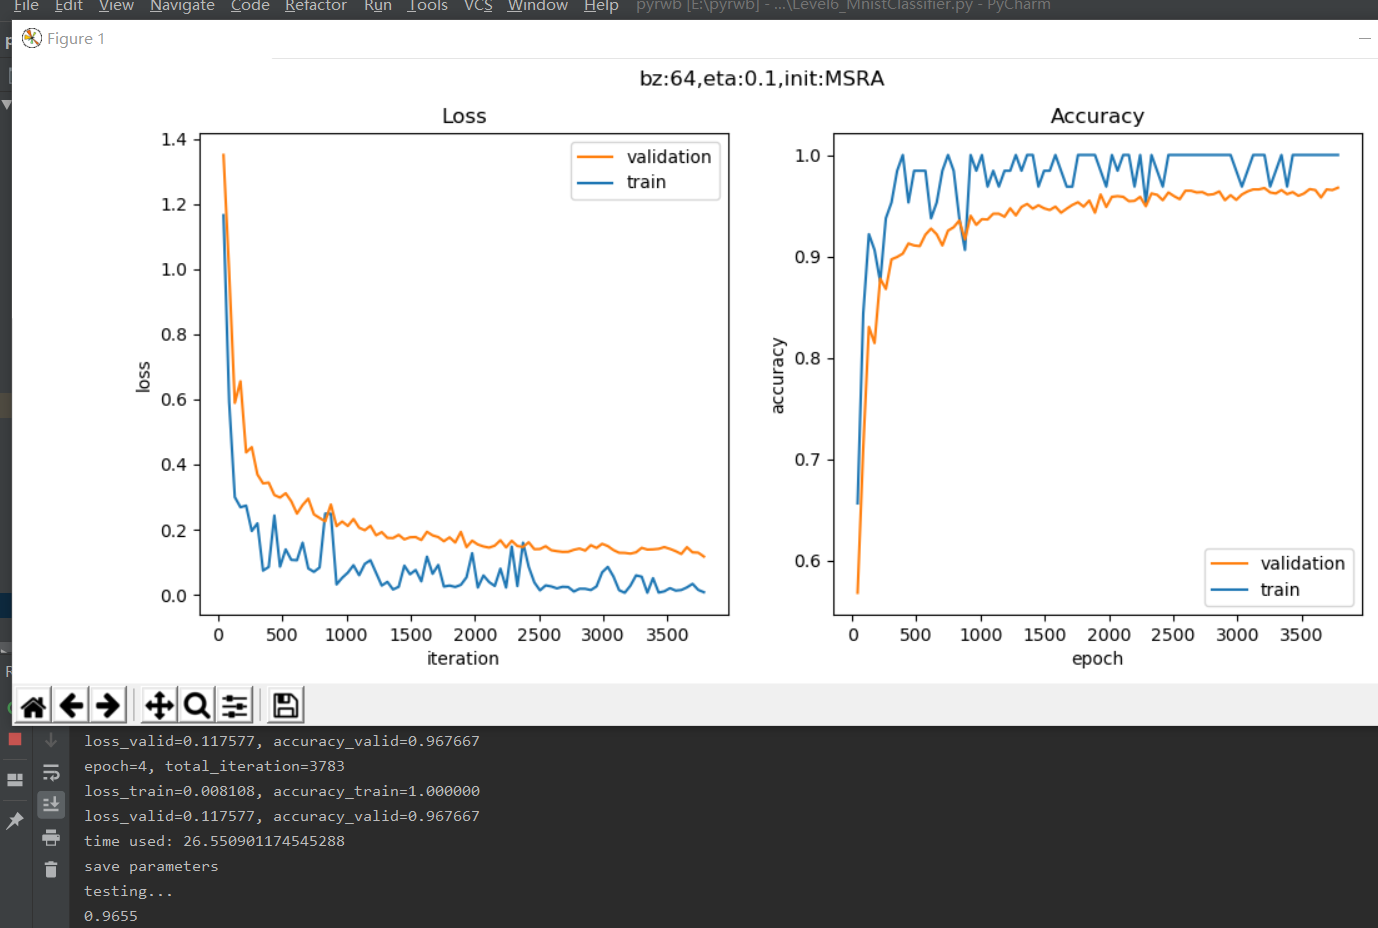 File Edit View Navigate Code Refactor Run Tools VCS Window Help pyrwb [E:\pyrwb] - ...\Level6_MnistClassifier.py - PyCharm
Figure 1
bz:64,eta:0.1,init:MSRA
Loss
validation
train
1.4
1.2
1.0
0.8
0.6
0.4
0.2
0.0
loss
0 500 1000 1500 2000 2500 3000 3500
iteration
Accuracy
1.0
0.9
0.8
0.7
0.6
accuracy
validation
train
0 500 1000 1500 2000 2500 3000 3500
epoch
loss_valid=0.117577, accuracy_valid=0.967667
epoch=4, total_iteration=3783
loss_train=0.008108, accuracy_train=1.000000
loss_valid=0.117577, accuracy_valid=0.967667
time used: 26.550901174545288
save parameters
testing...
0.9655